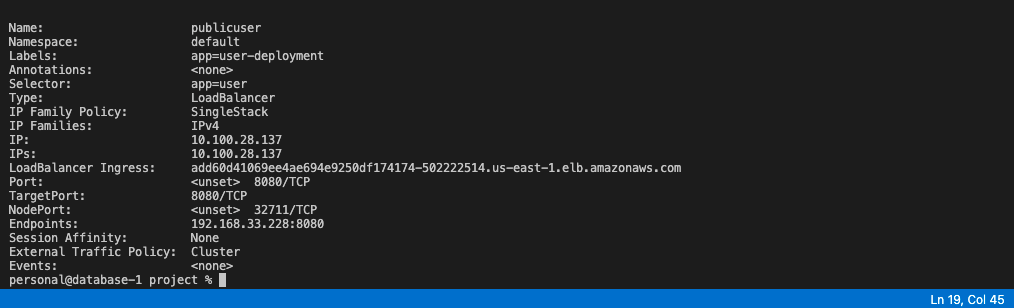 Name: publicuser
Namespace: default
Labels: app=user-deployment
Annotations: <none>
Selector: app=user
Type: LoadBalancer
IP Family Policy: SingleStack
IP Families: IPv4
IP: 10.100.28.137
IPs: 10.100.28.137
LoadBalancer Ingress: add60d41069ee4ae694e9250df174174-502222514.us-east-1.elb.amazonaws.com
Port: <unset> 8080/TCP
TargetPort: 8080/TCP
NodePort: <unset> 32711/TCP
Endpoints: 192.168.33.228:8080
Session Affinity: None
External Traffic Policy: Cluster
Events: <none>
personal@database-1 project %
Ln 19, Col 45